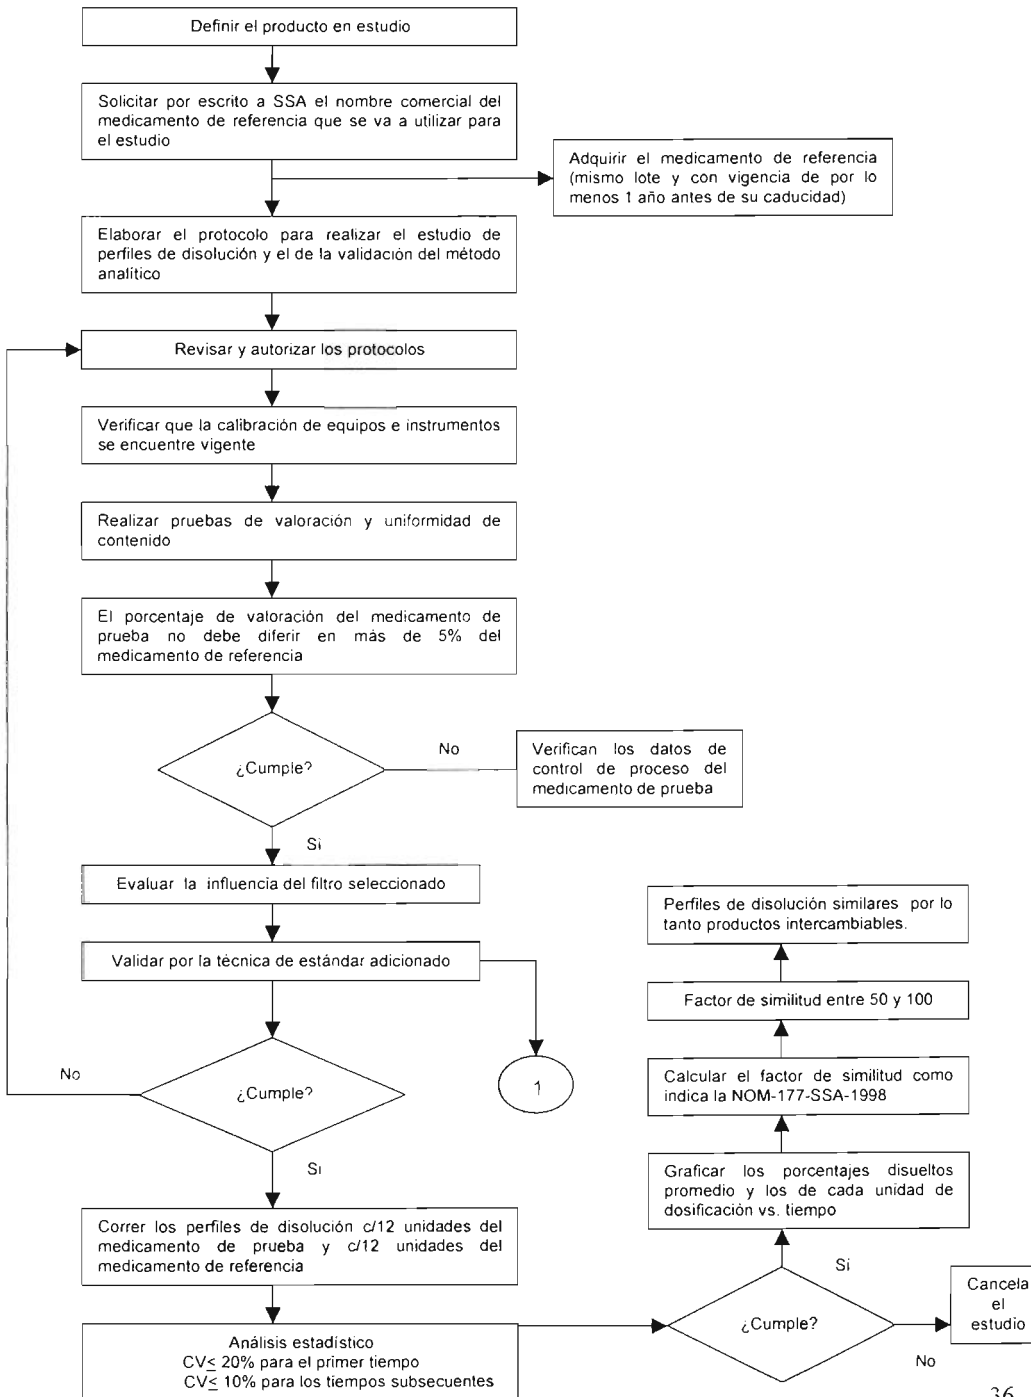 Definir el producto en estudio
Solicitar por escrito a SSA el nombre comercial del
medicamento de referencia que se va a utilizar para
el estudio
Adquirir el medicamento de referencia
(mismo lote y con vigencia de por lo
menos 1 año antes de su caducidad)
Elaborar el protocolo para realizar el estudio de
perfiles de disolución y el de la validación del método
analítico
Revisar y autorizar los protocolos
Verificar que la calibración de equipos e instrumentos
se encuentre vigente
Realizar pruebas de valoración y uniformidad de
contenido
El porcentaje de valoración del medicamento de
prueba no debe diferir en más de 5% del
medicamento de referencia
¿Cumple?
No
Verifican los datos de
control de proceso del
medicamento de prueba
Si
Evaluar la influencia del filtro seleccionado
Validar por la técnica de estándar adicionado
1
No
¿Cumple?
Si
Correr los perfiles de disolución c/12 unidades del
medicamento de prueba y c/12 unidades del
medicamento de referencia
Análisis estadístico
CV≤ 20% para el primer tiempo
CV≤ 10% para los tiempos subsecuentes
Perfiles de disolución similares por lo
tanto productos intercambiables.
Factor de similitud entre 50 y 100
Calcular el factor de similitud como
indica la NOM-177-SSA-1998
Graficar los porcentajes disueltos
promedio y los de cada unidad de
dosificación vs. tiempo
Si
¿Cumple?
No
Cancela
el
estudio
36